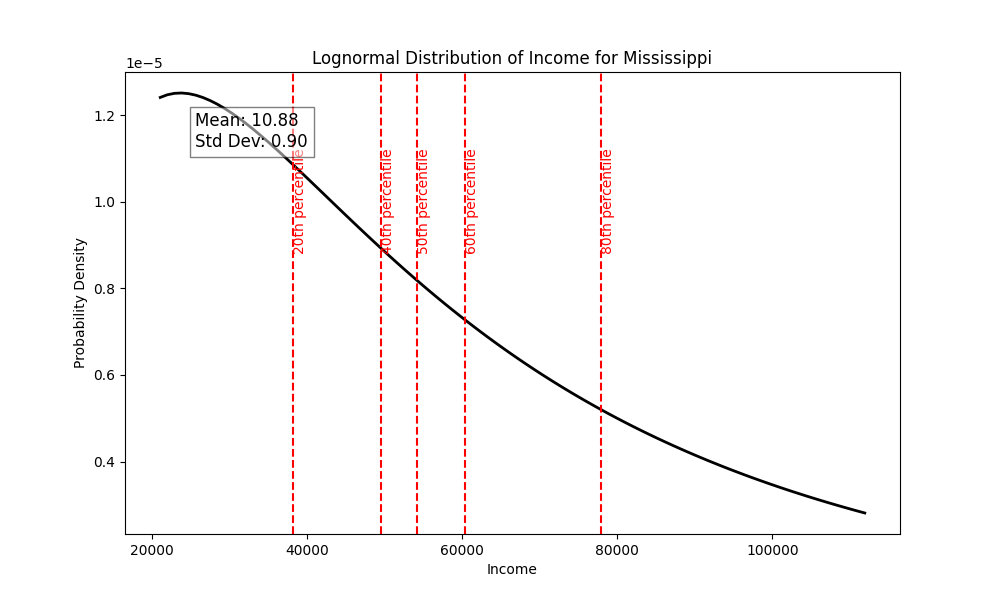 Lognormal Distribution of Income for Mississippi
1e−5
Mean: 10.88
Std Dev: 0.90
1.2
1.0
0.8
0.6
0.4
Probability Density
20th percentile
40th percentile
50th percentile
60th percentile
80th percentile
20000
40000
60000
80000
100000
Income